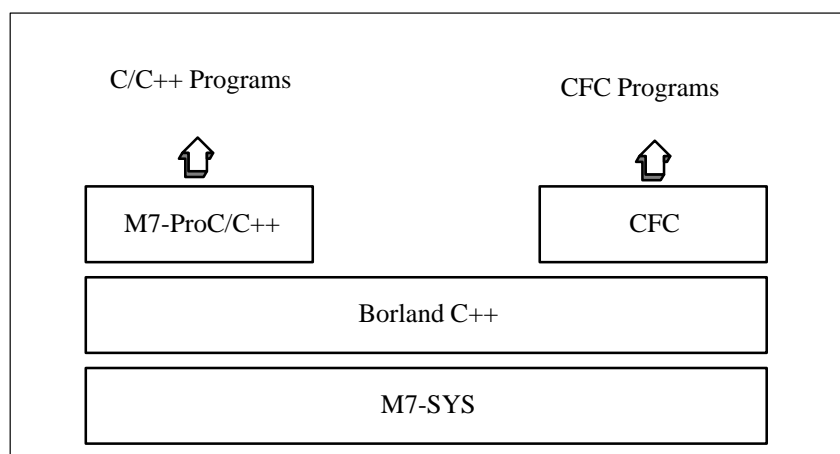 C/C++ Programs
CFC Programs
M7-ProC/C++
CFC
Borland C++
M7-SYS